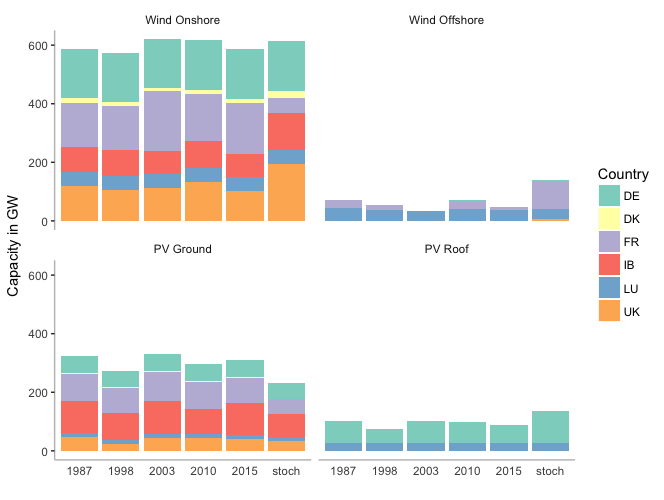 Wind Onshore
Wind Offshore
600
400
200
0
Capacity in GW
PV Ground
PV Roof
600
400
200
0
1987 1998 2003 2010 2015 stoch
1987 1998 2003 2010 2015 stoch
Country
DE
DK
FR
IB
LU
UK